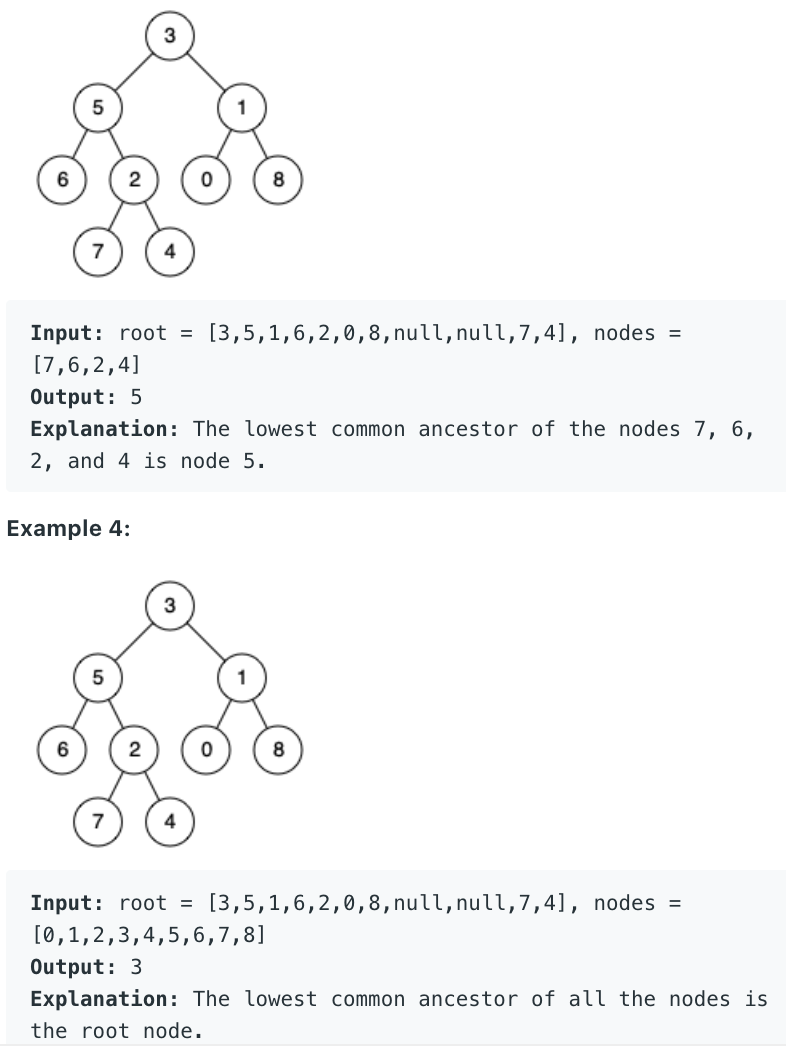 3
5 1
6 2 0 8
7 4
Input: root = [3,5,1,6,2,0,8,null,null,7,4], nodes =
[7,6,2,4]
Output: 5
Explanation: The lowest common ancestor of the nodes 7, 6,
2, and 4 is node 5.
Example 4:
3
5 1
6 2 0 8
7 4
Input: root = [3,5,1,6,2,0,8,null,null,7,4], nodes =
[0,1,2,3,4,5,6,7,8]
Output: 3
Explanation: The lowest common ancestor of all the nodes is
the root node.